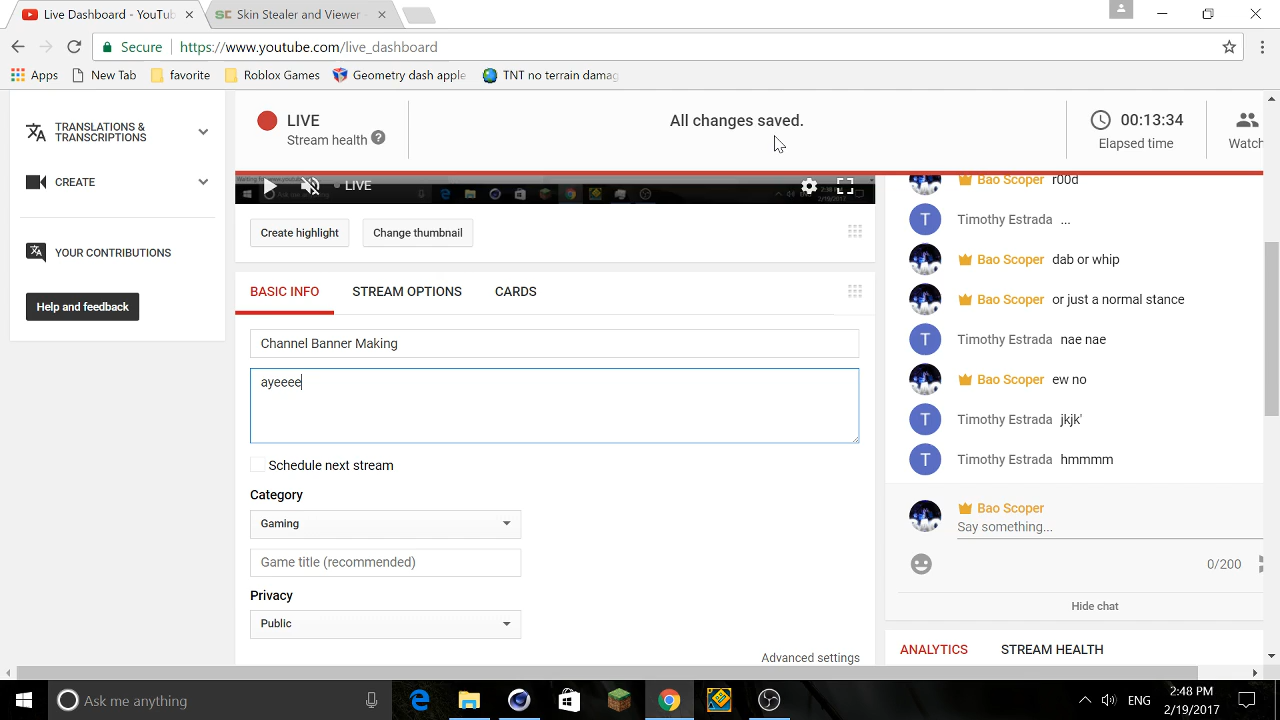 Live Dashboard - YouTub
Skin Stealer and Viewer -
Secure
https://www.youtube.com/live_dashboard
Apps
New Tab
favorite
Roblox Games
Geometry dash apple
TNT no terrain damag
TRANSLATIONS &
TRANSCRIPTIONS
CREATE
YOUR CONTRIBUTIONS
Help and feedback
LIVE
Stream health ?
All changes saved.
00:13:34
Elapsed time
Watch
LIVE
Create highlight
Change thumbnail
BASIC INFO
STREAM OPTIONS
CARDS
Channel Banner Making
ayeeee
Schedule next stream
Category
Gaming
Game title (recommended)
Privacy
Public
Advanced settings
Bao Scoper r00d
T Timothy Estrada ...
Bao Scoper dab or whip
Bao Scoper or just a normal stance
T Timothy Estrada nae nae
Bao Scoper ew no
T Timothy Estrada jkjk'
T Timothy Estrada hmmmm
Bao Scoper
Say something...
0/200
Hide chat
ANALYTICS
STREAM HEALTH
Ask me anything
ENG
2:48 PM
2/19/2017